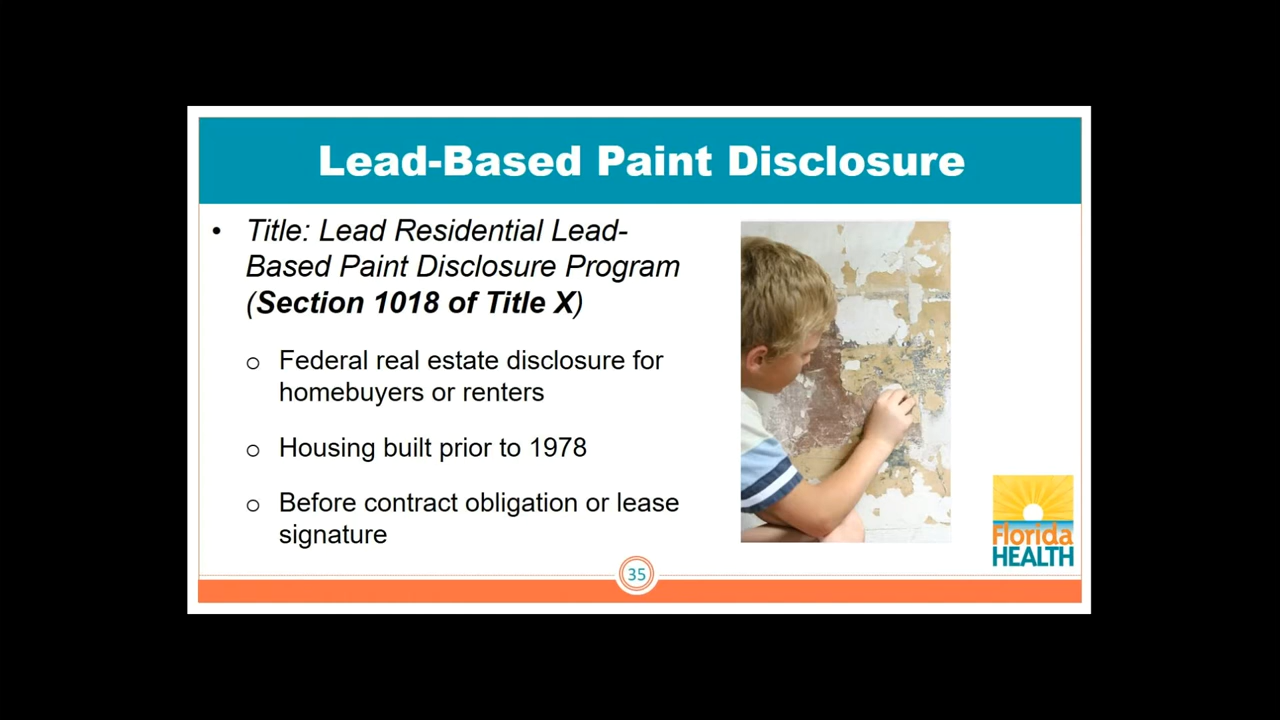 Lead-Based Paint Disclosure
• Title: Lead Residential Lead-
Based Paint Disclosure Program
(Section 1018 of Title X)
o Federal real estate disclosure for
homebuyers or renters
o Housing built prior to 1978
o Before contract obligation or lease
signature
Florida
HEALTH
35